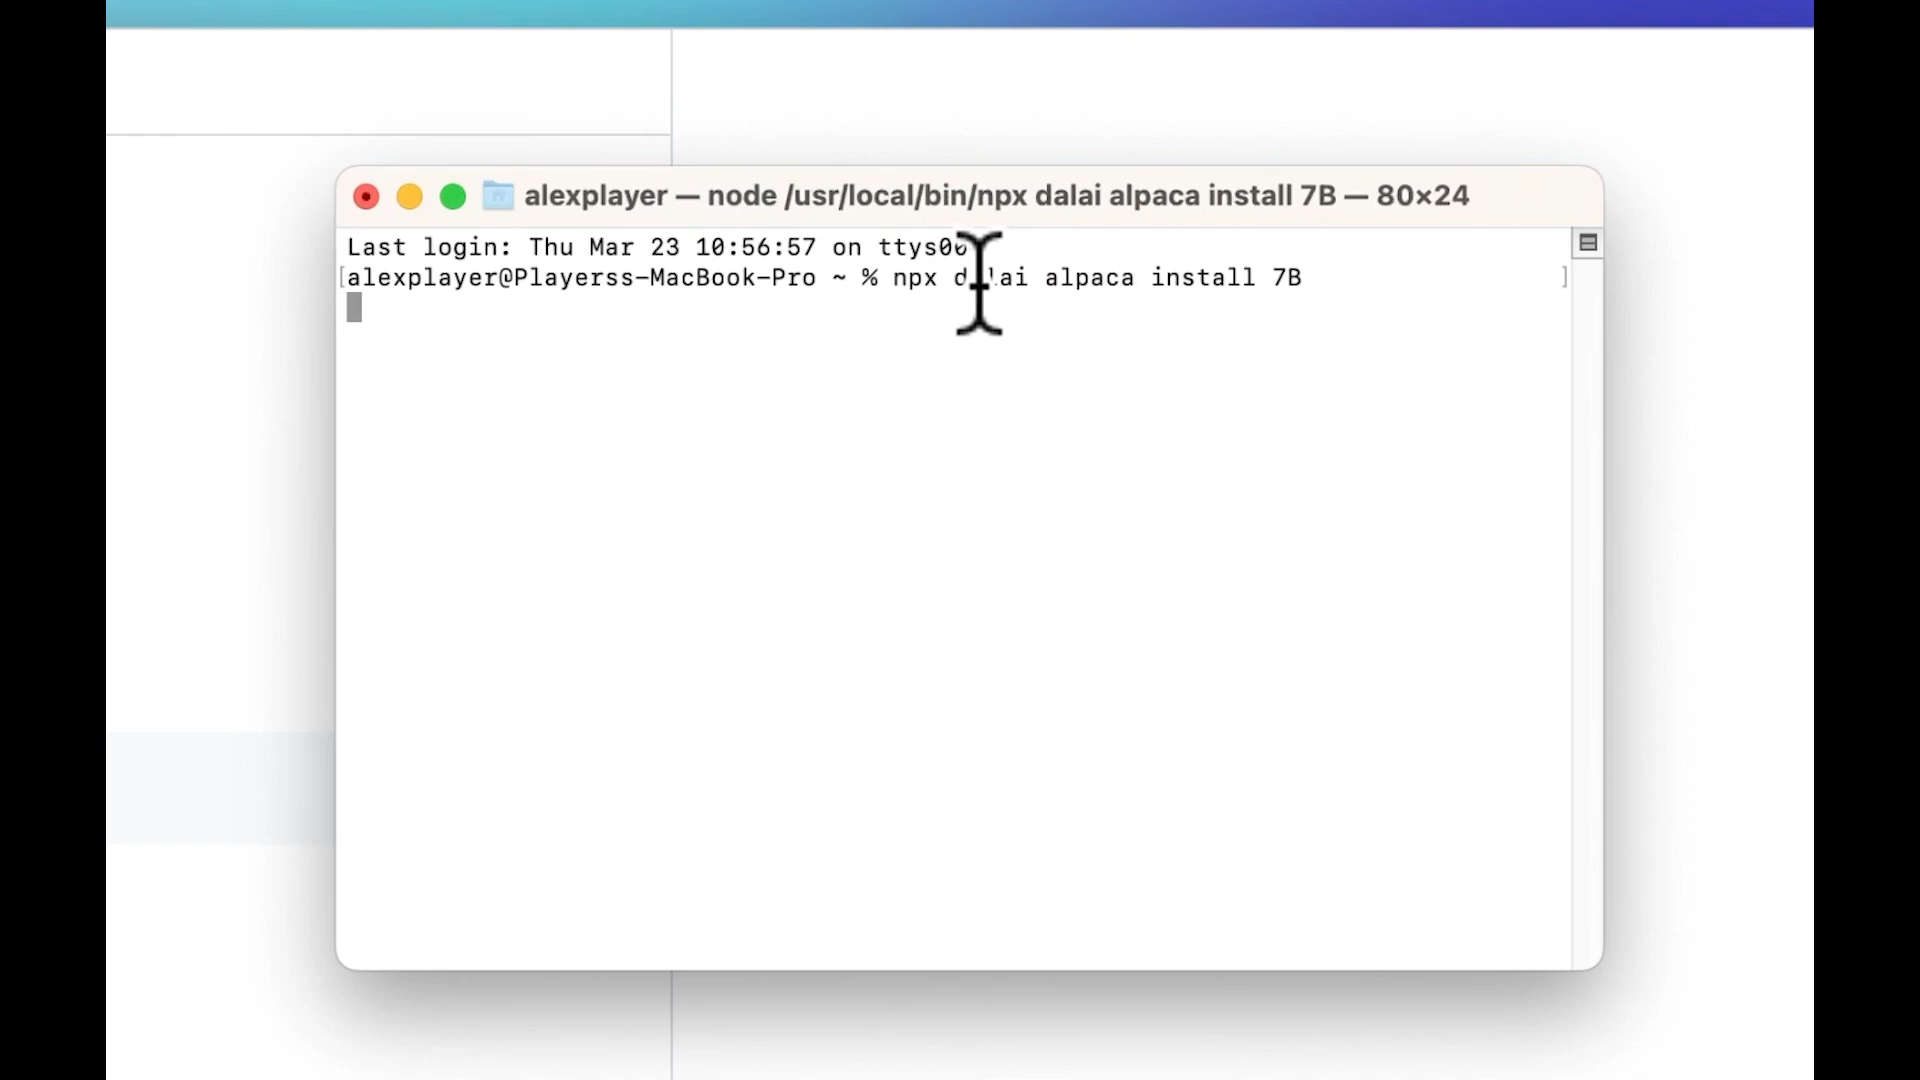 alexplayer — node /usr/local/bin/npx dalai alpaca install 7B — 80×24
Last login: Thu Mar 23 10:56:57 on
[alexplayer@Playerss-MacBook-Pro ~ % npx dalai alpaca install 7B ]